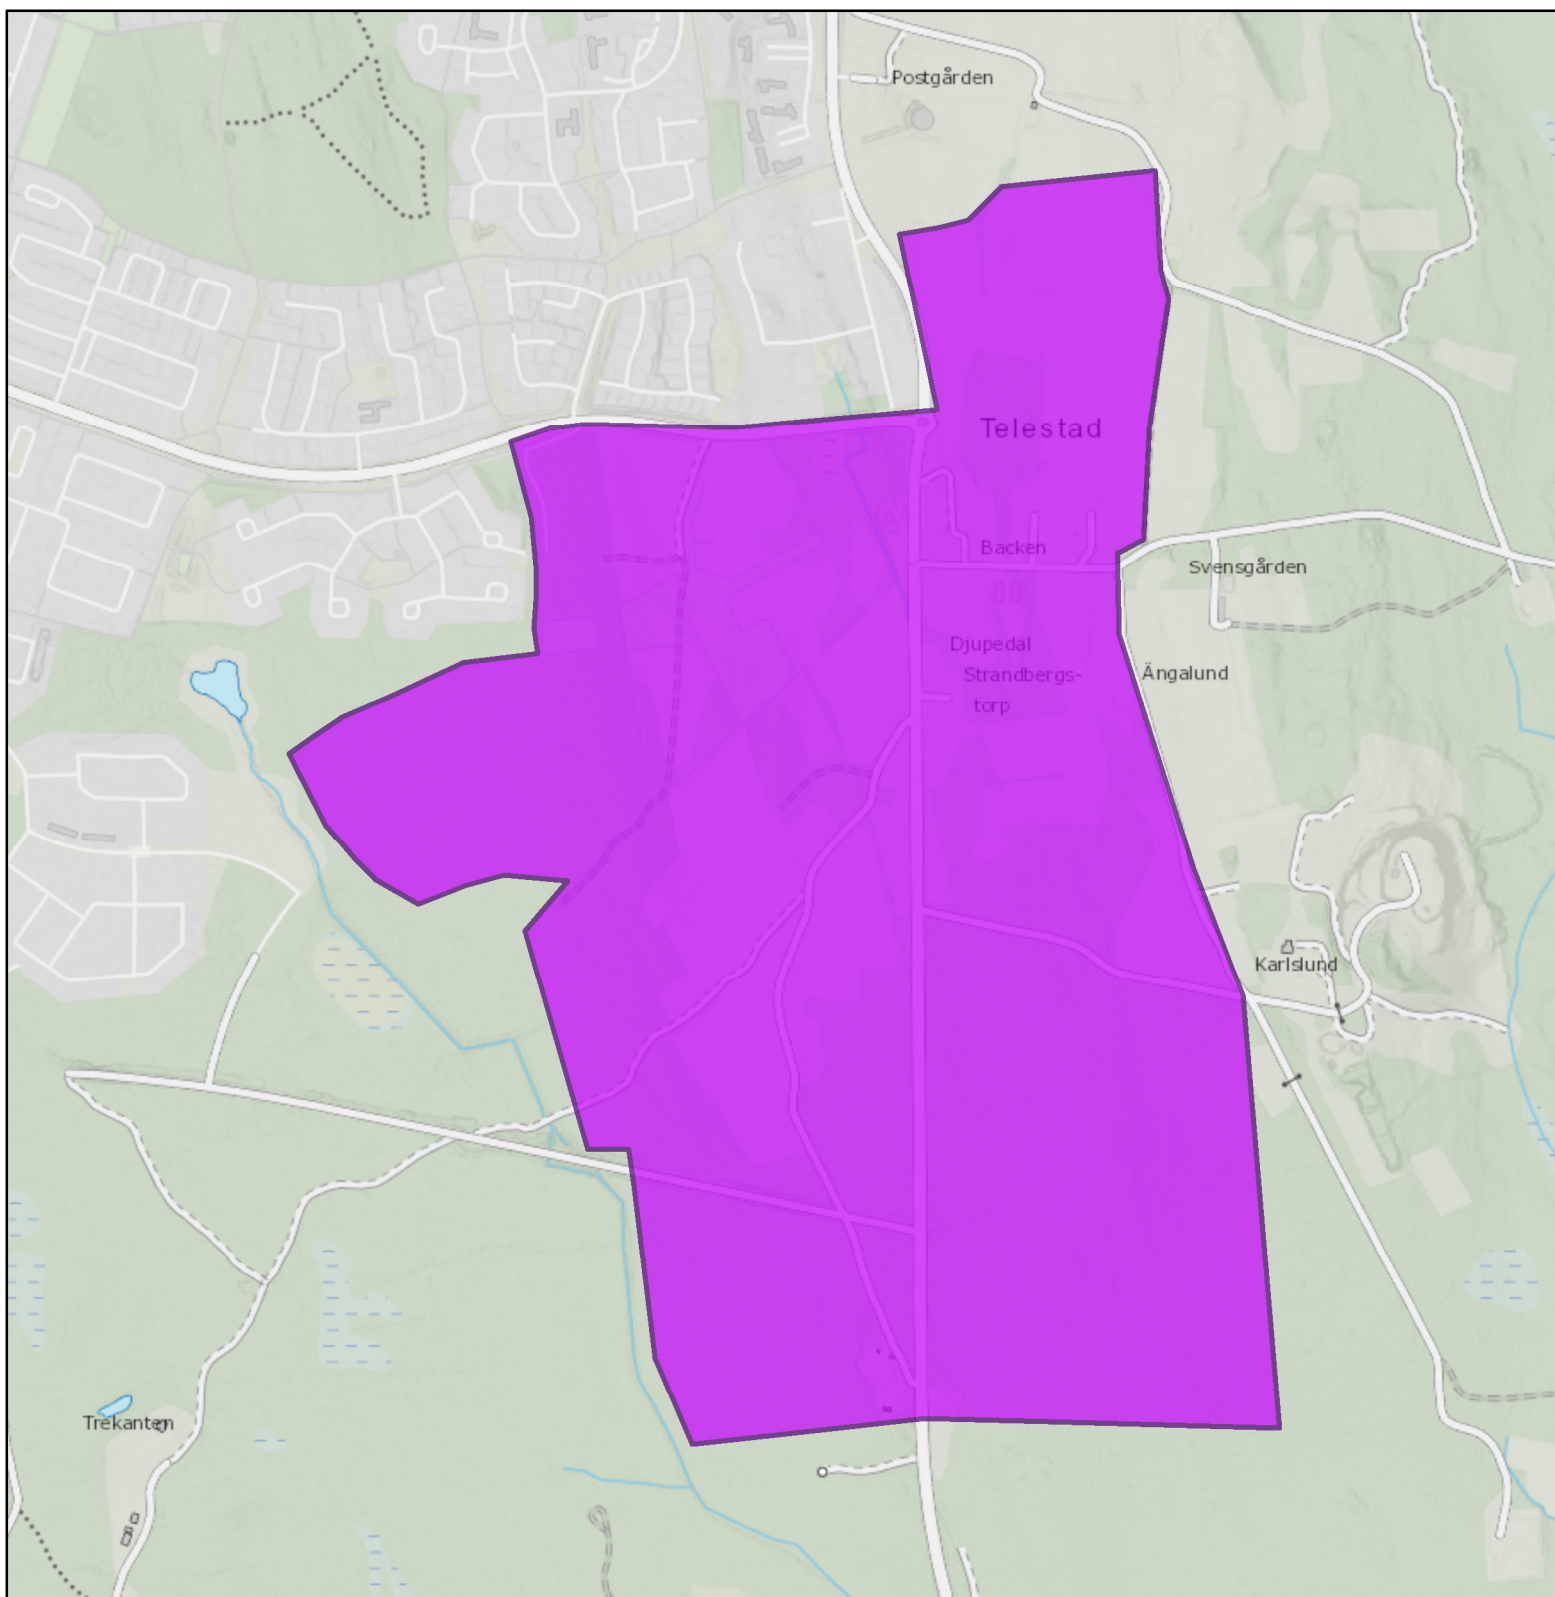 Postgården
Telestad
Backen
Svensgården
Djupedal
Strandbergs-
torp
Ängalund
Karlslund
Trekanten